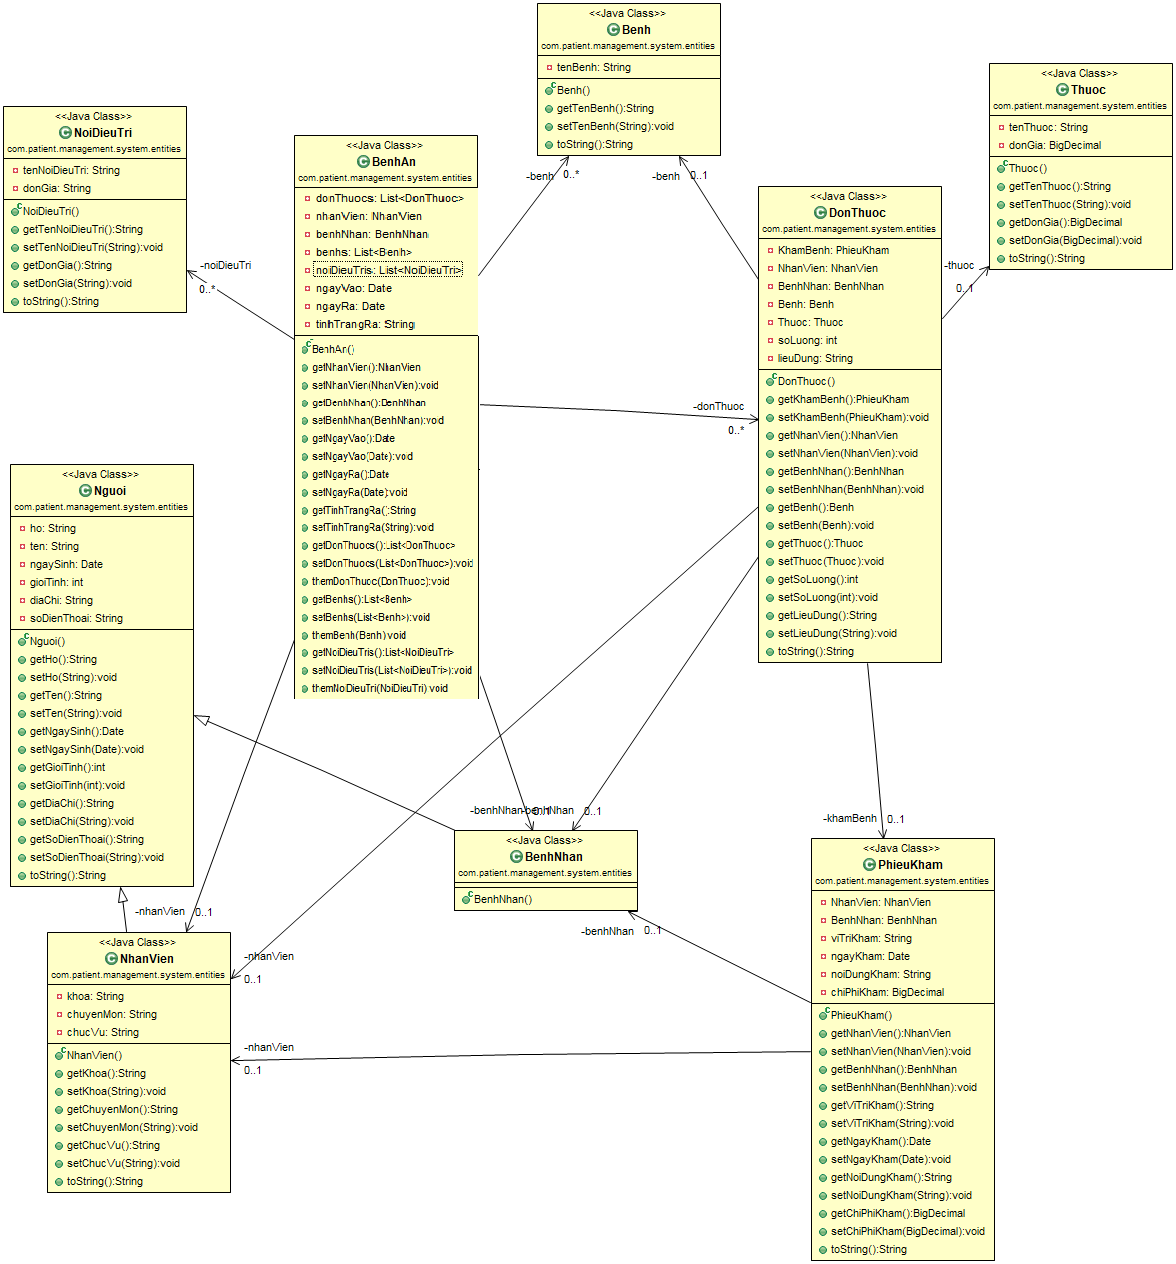 <<Java Class>>
Benh
com.patient.management.system.entities
tenBenh: String
Benh()
getTenBenh():String
setTenBenh(String):void
toString():String
<<Java Class>>
Thuoc
com.patient.management.system.entities
tenThuoc: String
donGia: BigDecimal
Thuoc()
getTenThuoc():String
setTenThuoc(String):void
getDonGia():BigDecimal
setDonGia(BigDecimal):void
toString():String
<<Java Class>>
NoiDieuTri
com.patient.management.system.entities
tenNoiDieuTri: String
donGia: String
NoiDieuTri()
getTenNoiDieuTri():String
setTenNoiDieuTri(String):void
getDonGia():String
setDonGia(String):void
toString():String
<<Java Class>>
BenhAn
com.patient.management.system.entities
donThuocs: List<DonThuoc>
nhanVien: NhanVien
benhNhan: BenhNhan
benhs: List<Benh>
noiDieuTris: List<NoiDieuTri>
ngayVao: Date
ngayRa: Date
tinhTrangRa: String
BenhAn()
getNhanVien():NhanVien
setNhanVien(NhanVien):void
getBenhNhan():BenhNhan
setBenhNhan(BenhNhan):void
getNgayVao():Date
setNgayVao(Date):void
getNgayRa():Date
setNgayRa(Date):void
getTinhTrangRa():String
setTinhTrangRa(String):void
getDonThuocs():List<DonThuoc>
setDonThuocs(List<DonThuoc>):void
themDonThuoc(DonThuoc):void
getBenhs():List<Benh>
setBenhs(List<Benh>):void
themBenh(Benh):void
getNoiDieuTris():List<NoiDieuTri>
setNoiDieuTris(List<NoiDieuTri>):void
themNoiDieuTri(NoiDieuTri):void
<<Java Class>>
DonThuoc
com.patient.management.system.entities
KhamBenh: PhieuKham
NhanVien: NhanVien
BenhNhan: BenhNhan
Benh: Benh
Thuoc: Thuoc
soLuong: int
lieuDung: String
DonThuoc()
getKhamBenh():PhieuKham
setKhamBenh(PhieuKham):void
getNhanVien():NhanVien
setNhanVien(NhanVien):void
getBenhNhan():BenhNhan
setBenhNhan(BenhNhan):void
getBenh():Benh
setBenh(Benh):void
getThuoc():Thuoc
setThuoc(Thuoc):void
getSoLuong():int
setSoLuong(int):void
getLieuDung():String
setLieuDung(String):void
toString():String
-benh 0..*
-benh 0..1
-thuoc
0..1
-noiDieuTri
0..*
-donThuoc
0..*
<<Java Class>>
Nguoi
com.patient.management.system.entities
ho: String
ten: String
ngaySinh: Date
gioiTinh: int
diaChi: String
soDienThoai: String
Nguoi()
getHo():String
setHo(String):void
getTen():String
setTen(String):void
getNgaySinh():Date
setNgaySinh(Date):void
getGioiTinh():int
setGioiTinh(int):void
getDiaChi():String
setDiaChi(String):void
getSoDienThoai():String
setSoDienThoai(String):void
toString():String
-benhNhan 0..1
-benhNhan 0..1
-khamBenh 0..1
<<Java Class>>
BenhNhan
com.patient.management.system.entities
BenhNhan()
-nhanVien 0..1
-benhNhan 0..1
-nhanVien
0..1
-nhanVien
0..1
<<Java Class>>
NhanVien
com.patient.management.system.entities
khoa: String
chuyenMon: String
chucVu: String
NhanVien()
getKhoa():String
setKhoa(String):void
getChuyenMon():String
setChuyenMon(String):void
getChucVu():String
setChucVu(String):void
toString():String
<<Java Class>>
PhieuKham
com.patient.management.system.entities
NhanVien: NhanVien
BenhNhan: BenhNhan
viTriKham: String
ngayKham: Date
noiDungKham: String
chiPhiKham: BigDecimal
PhieuKham()
getNhanVien():NhanVien
setNhanVien(NhanVien):void
getBenhNhan():BenhNhan
setBenhNhan(BenhNhan):void
getViTriKham():String
setViTriKham(String):void
getNgayKham():Date
setNgayKham(Date):void
getNoiDungKham():String
setNoiDungKham(String):void
getChiPhiKham():BigDecimal
setChiPhiKham(BigDecimal):void
toString():String